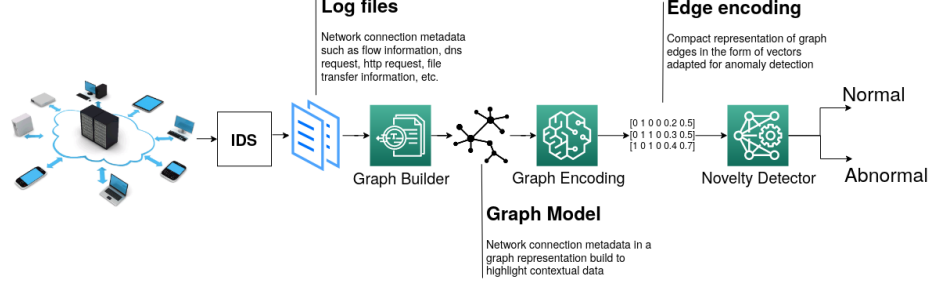 Log files
Network connection metadata
such as flow information, dns
request, http request, file
transfer information, etc.
Edge encoding
Compact representation of graph
edges in the form of vectors
adapted for anomaly detection
IDS
Graph Builder
Graph Encoding
[0 1 0 0 0.2 0.5]
[0 1 1 0 0.3 0.5]
[1 0 1 0 0.4 0.7]
Novelty Detector
Normal
Abnormal
Graph Model
Network connection metadata in a
graph representation build to
highlight contextual data